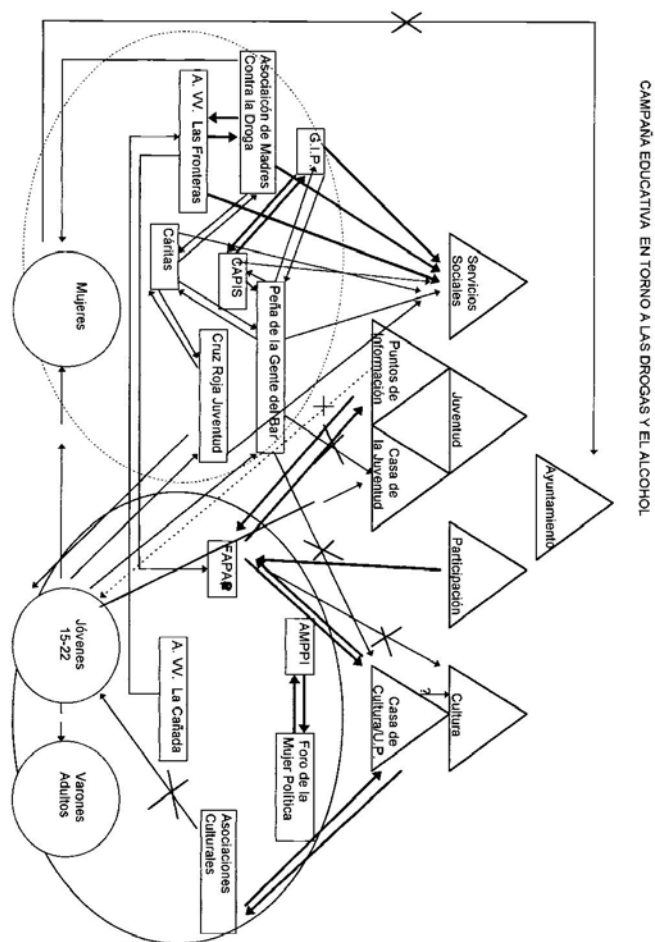 CAMPAÑA EDUCATIVA EN TORNO A LAS DROGAS Y EL ALCOHOL
Ayuntamiento
Servicios
Sociales
Juventud
Participación
Cultura
?
Puntos de
Información
Casa de
la Juventud
Casa de
Cultura/U.P.
G.I.P.
Asociaicón de Madres
Contra la Droga
A. VV. Las Fronteras
CAPIS
Peña de la Gente del Bar
Cáritas
Cruz Roja Juventud
FAPAR
AMPPI
Foro de la
Mujer Política
A. VV. La Cañada
Asociaciones
Culturales
Mujeres
Jóvenes
15-22
Varones
Adultos